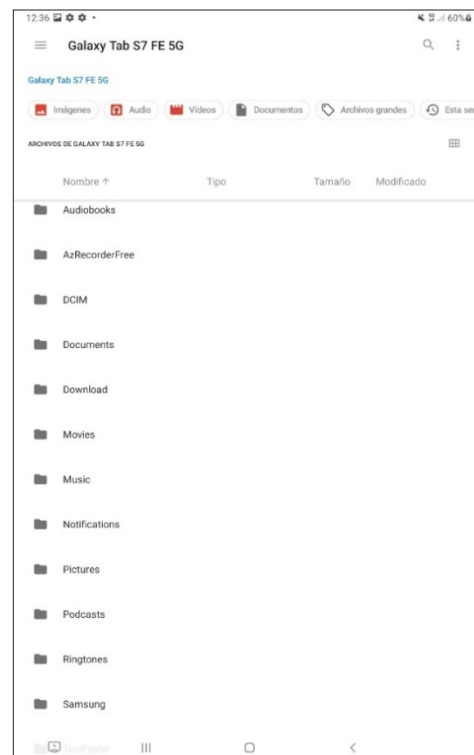 12:36 60%
Galaxy Tab S7 FE 5G
Galaxy Tab S7 FE 5G
Imágenes Audio Vídeos Documentos Archivos grandes Esta se
ARCHIVOS DE GALAXY TAB S7 FE 5G
Nombre ↑ Tipo Tamaño Modificado
Audiobooks
AzRecorderFree
DCIM
Documents
Download
Movies
Music
Notifications
Pictures
Podcasts
Ringtones
Samsung
TestFolder